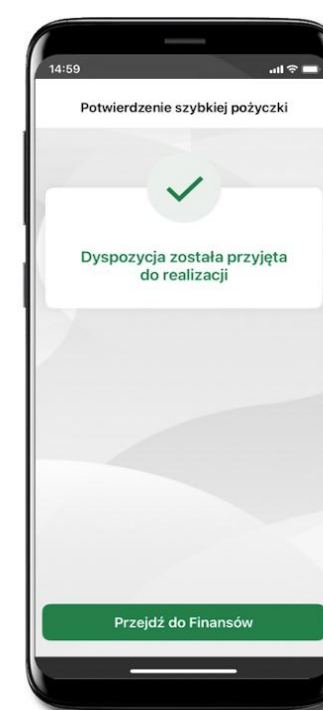 14:59
Potwierdzenie szybkiej pożyczki
Dyspozycja została przyjęta
do realizacji
Przejdź do Finansów